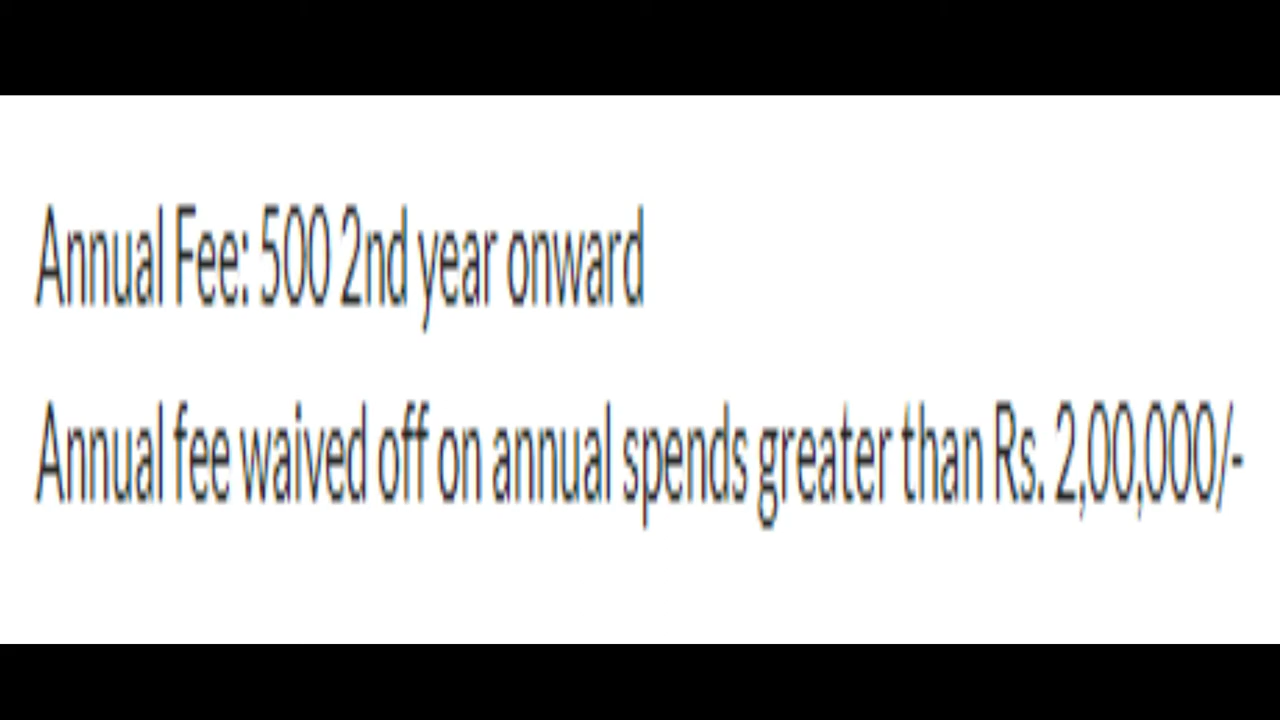 Annual Fee: 500 2nd year onward
Annual fee waived off on annual spends greater than Rs. 2,00,000/-